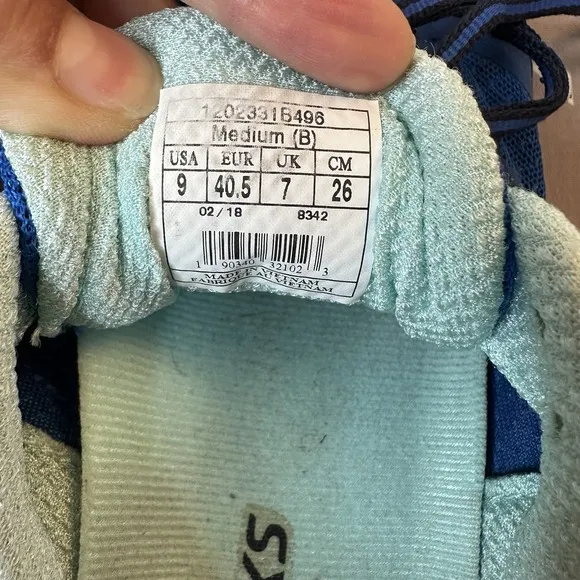 1202331B496
Medium (B)
USA EUR UK CM
9 40.5 7 26
02/18 8342
1 90340 32102 3
MADE IN VIETNAM
FABRIQUE AU VIETNAM
KS